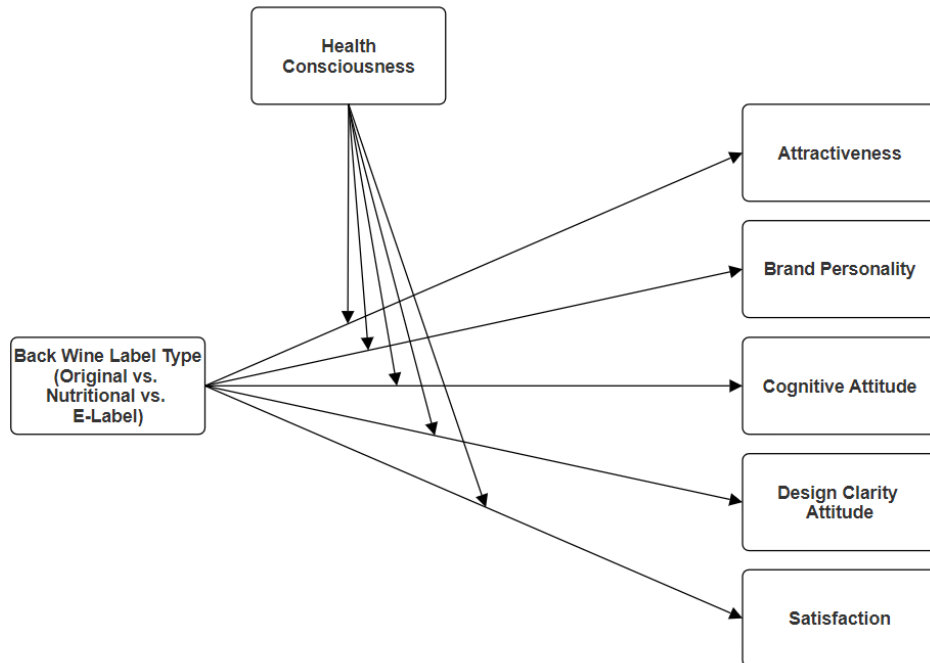 Health
Consciousness
Attractiveness
Brand Personality
Back Wine Label Type
(Original vs.
Nutritional vs.
E-Label)
Cognitive Attitude
Design Clarity
Attitude
Satisfaction